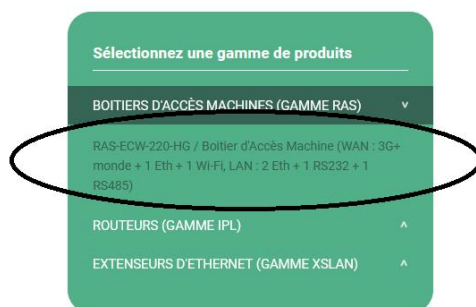 Sélectionnez une gamme de produits
BOITIERS D'ACCÈS MACHINES (GAMME RAS)
RAS-ECW-220-HG / Boitier d'Accès Machine (WAN : 3G+
monde + 1 Eth + 1 Wi-Fi, LAN : 2 Eth + 1 RS232 + 1
RS485)
ROUTEURS (GAMME IPL)
EXTENSEURS D'ETHERNET (GAMME XSLAN)